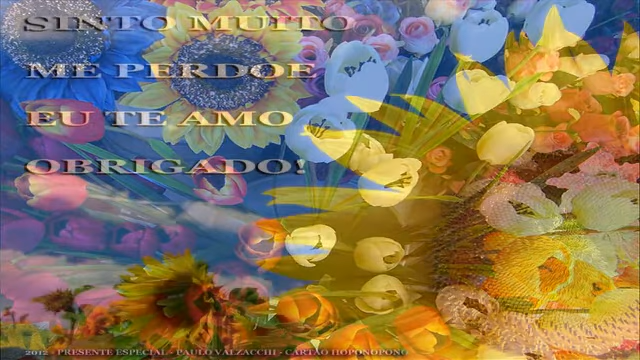 SINTO MUITO
ME PERDOE
EU TE AMO
OBRIGADO!
2012 - PRESENTE ESPECIAL - PAULO VALZACCHI - CARTÃO HOPONOPONO